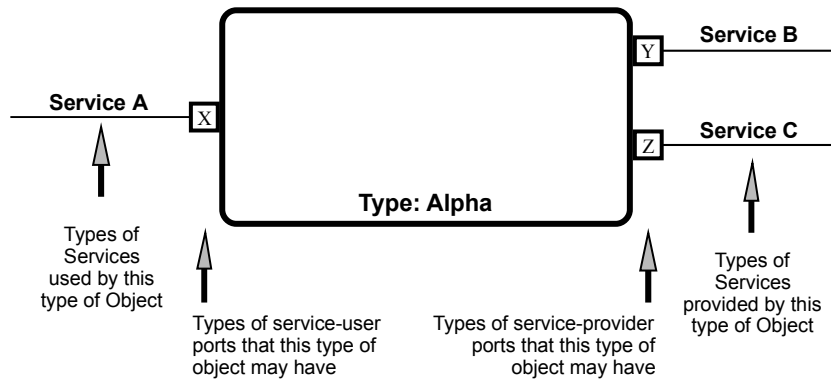 Service B
Y
Service A
X
Service C
Z
Type: Alpha
Types of
Services
used by this
type of Object
Types of service-user
ports that this type of
object may have
Types of service-provider
ports that this type of
object may have
Types of
Services
provided by this
type of Object